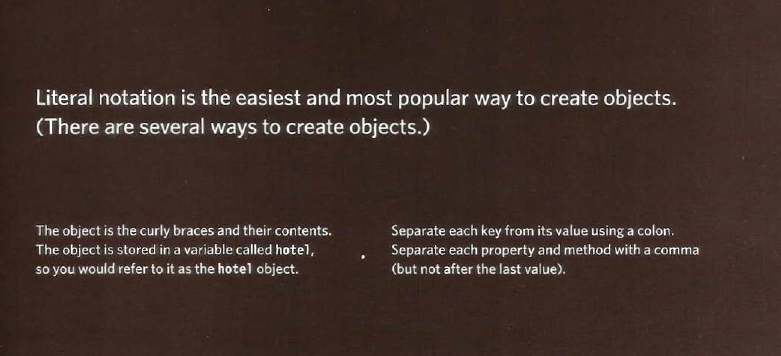 Literal notation is the easiest and most popular way to create objects.
(There are several ways to create objects.)
The object is the curly braces and their contents.
The object is stored in a variable called hotel,
so you would refer to it as the hotel object.
Separate each key from its value using a colon.
Separate each property and method with a comma
(but not after the last value).